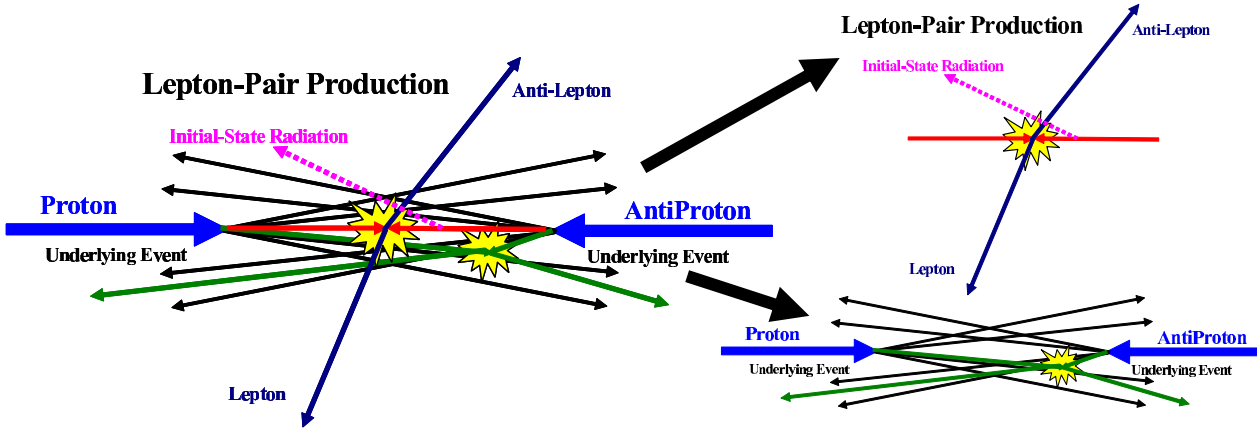 Lepton-Pair Production
Anti-Lepton
Initial-State Radiation
Proton
AntiProton
Underlying Event
Underlying Event
Lepton
Lepton-Pair Production
Anti-Lepton
Initial-State Radiation
Lepton
Proton
AntiProton
Underlying Event
Underlying Event